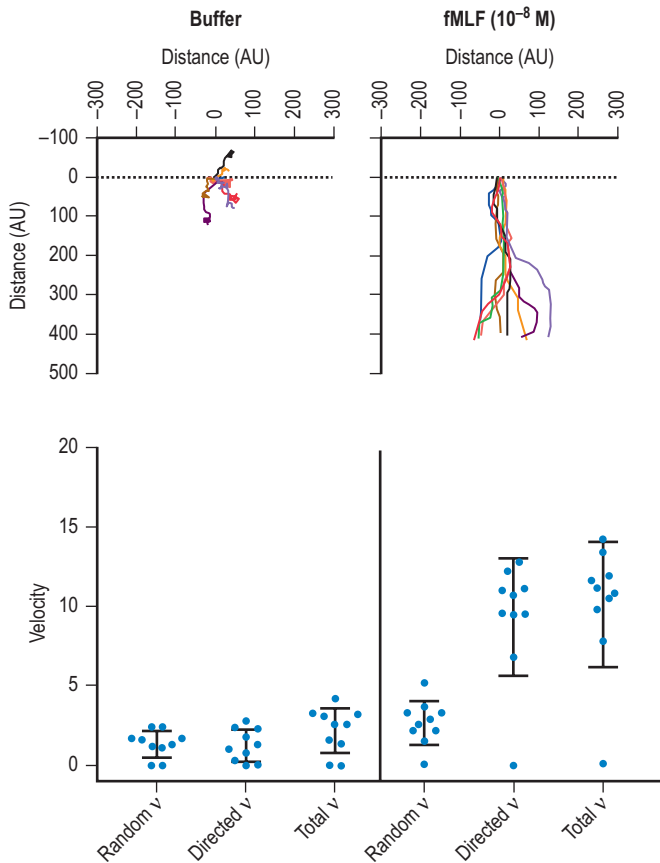 Buffer
fMLF (10⁻⁸ M)
Distance (AU)
Distance (AU)
–300
–200
–100
0
100
200
300
–300
–200
–100
0
100
200
300
Distance (AU)
–100
0
100
200
300
400
500
Velocity
20
15
10
5
0
Random v
Directed v
Total v
Random v
Directed v
Total v